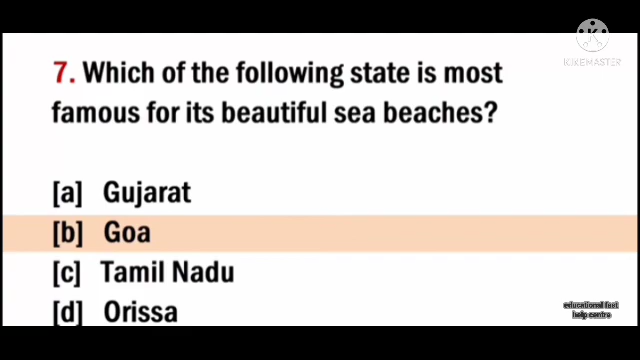 KINEMASTER
7. Which of the following state is most
famous for its beautiful sea beaches?
[a] Gujarat
[b] Goa
[c] Tamil Nadu
[d] Orissa
educational fast
help centre